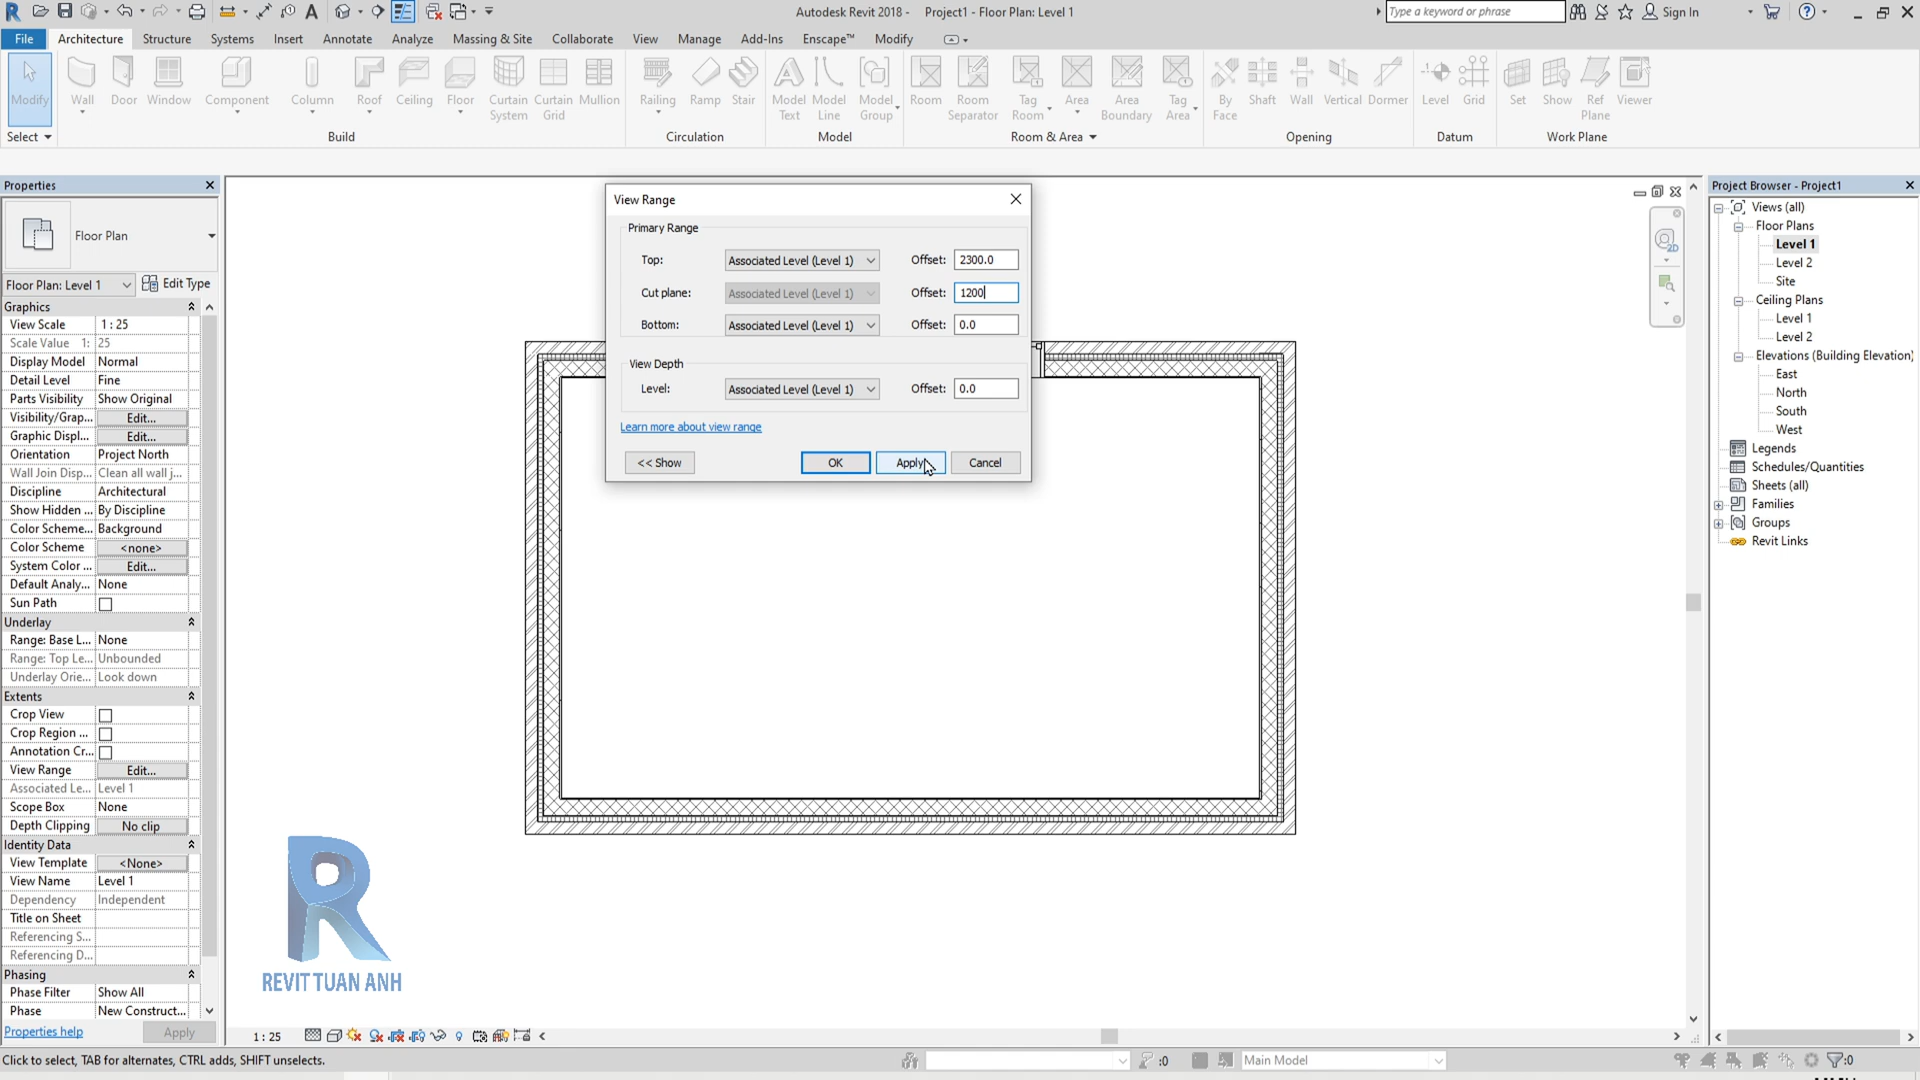 Autodesk Revit 2018 - Project1 - Floor Plan: Level 1
Type a keyword or phrase
Sign In
File Architecture Structure Systems Insert Annotate Analyze Massing & Site Collaborate View Manage Add-Ins Enscape™ Modify
Modify Wall Door Window Component Column Roof Ceiling Floor Curtain System Curtain Grid Mullion Railing Ramp Stair Model Text Model Line Model Group Room Room Separator Tag Room Area Area Boundary Tag Area By Face Shaft Wall Vertical Dormer Level Grid Set Show Ref Plane Viewer
Select Build Circulation Model Room & Area Opening Datum Work Plane
Properties
Floor Plan
Floor Plan: Level 1 Edit Type
Graphics
View Scale 1 : 25
Scale Value 1: 25
Display Model Normal
Detail Level Fine
Parts Visibility Show Original
Visibility/Grap... Edit...
Graphic Displ... Edit...
Orientation Project North
Wall Join Disp... Clean all wall j...
Discipline Architectural
Show Hidden ... By Discipline
Color Scheme... Background
Color Scheme <none>
System Color ... Edit...
Default Analy... None
Sun Path
Underlay
Range: Base L... None
Range: Top Le... Unbounded
Underlay Orie... Look down
Extents
Crop View
Crop Region ...
Annotation Cr...
View Range Edit...
Associated Le... Level 1
Scope Box None
Depth Clipping No clip
Identity Data
View Template <None>
View Name Level 1
Dependency Independent
Title on Sheet
Referencing S...
Referencing D...
Phasing
Phase Filter Show All
Phase New Construct...
Properties help Apply
View Range
Primary Range
Top: Associated Level (Level 1) Offset: 2300.0
Cut plane: Associated Level (Level 1) Offset: 1200
Bottom: Associated Level (Level 1) Offset: 0.0
View Depth
Level: Associated Level (Level 1) Offset: 0.0
Learn more about view range
<< Show OK Apply Cancel
2D
R
REVIT TUAN ANH
Project Browser - Project1
Views (all)
Floor Plans
Level 1
Level 2
Site
Ceiling Plans
Level 1
Level 2
Elevations (Building Elevation)
East
North
South
West
Legends
Schedules/Quantities
Sheets (all)
Families
Groups
Revit Links
1 : 25
Click to select, TAB for alternates, CTRL adds, SHIFT unselects.
:0
Main Model
:0